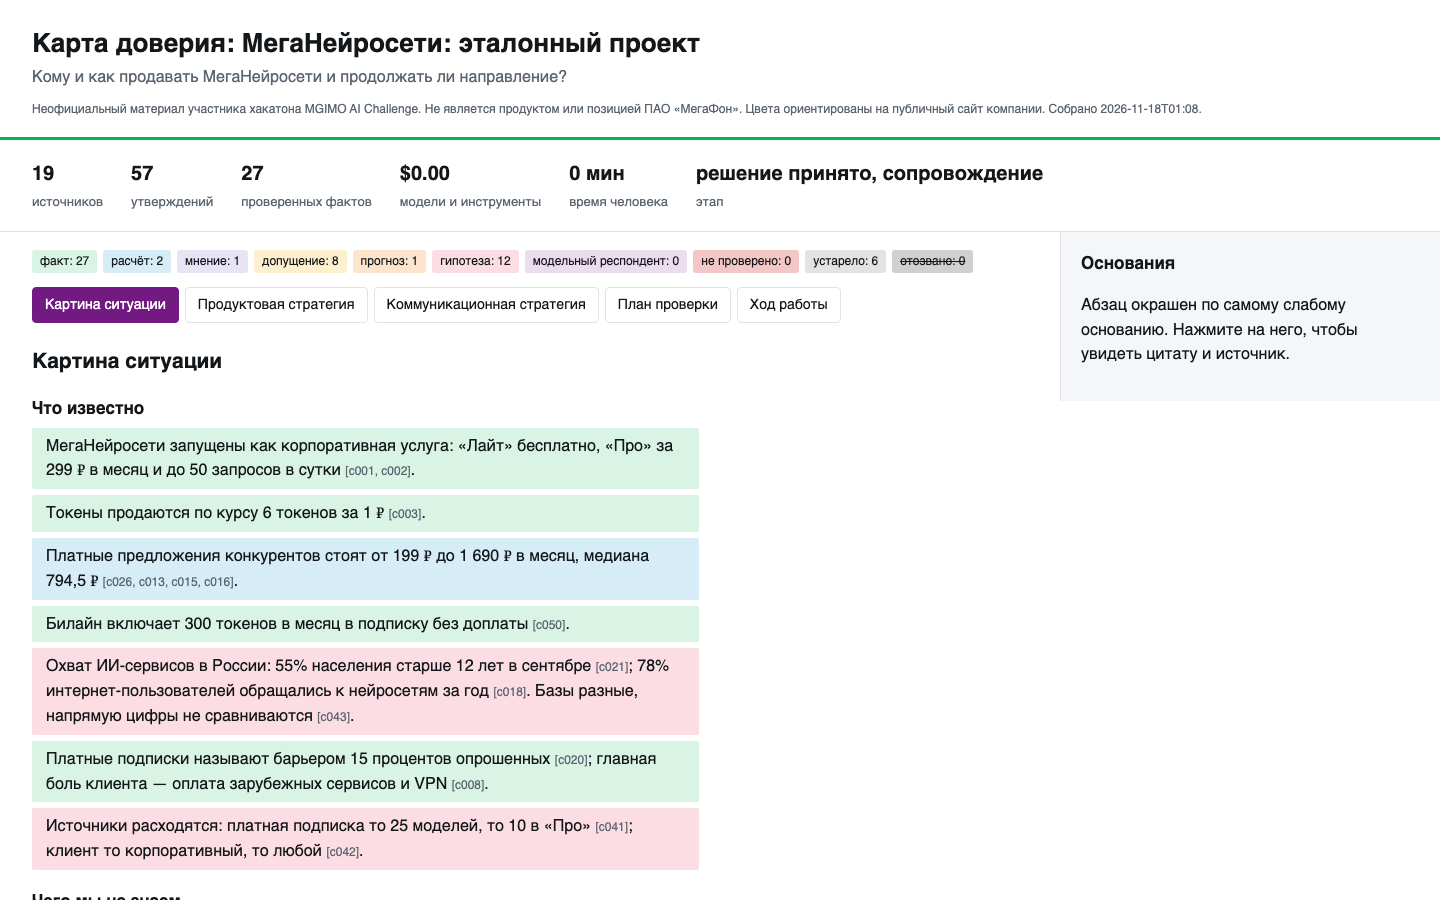 Карта доверия: МегаНейросети: эталонный проект
Кому и как продавать МегаНейросети и продолжать ли направление?
Неофициальный материал участника хакатона MGIMO AI Challenge. Не является продуктом или позицией ПАО «МегаФон». Цвета ориентированы на публичный сайт компании. Собрано 2026-11-18T01:08.
19
источников
57
утверждений
27
проверенных фактов
$0.00
модели и инструменты
0 мин
время человека
решение принято, сопровождение
этап
факт: 27 расчёт: 2 мнение: 1 допущение: 8 прогноз: 1 гипотеза: 12 модельный респондент: 0 не проверено: 0 устарело: 6 отозвано: 0
Картина ситуации Продуктовая стратегия Коммуникационная стратегия План проверки Ход работы
Картина ситуации
Что известно
МегаНейросети запущены как корпоративная услуга: «Лайт» бесплатно, «Про» за
299 ₽ в месяц и до 50 запросов в сутки [c001, c002].
Токены продаются по курсу 6 токенов за 1 ₽ [c003].
Платные предложения конкурентов стоят от 199 ₽ до 1 690 ₽ в месяц, медиана
794,5 ₽ [c026, c013, c015, c016].
Билайн включает 300 токенов в месяц в подписку без доплаты [c050].
Охват ИИ-сервисов в России: 55% населения старше 12 лет в сентябре [c021]; 78%
интернет-пользователей обращались к нейросетям за год [c018]. Базы разные,
напрямую цифры не сравниваются [c043].
Платные подписки называют барьером 15 процентов опрошенных [c020]; главная
боль клиента — оплата зарубежных сервисов и VPN [c008].
Источники расходятся: платная подписка то 25 моделей, то 10 в «Про» [c041];
клиент то корпоративный, то любой [c042].
Чего мы не знаем
Основания
Абзац окрашен по самому слабому
основанию. Нажмите на него, чтобы
увидеть цитату и источник.